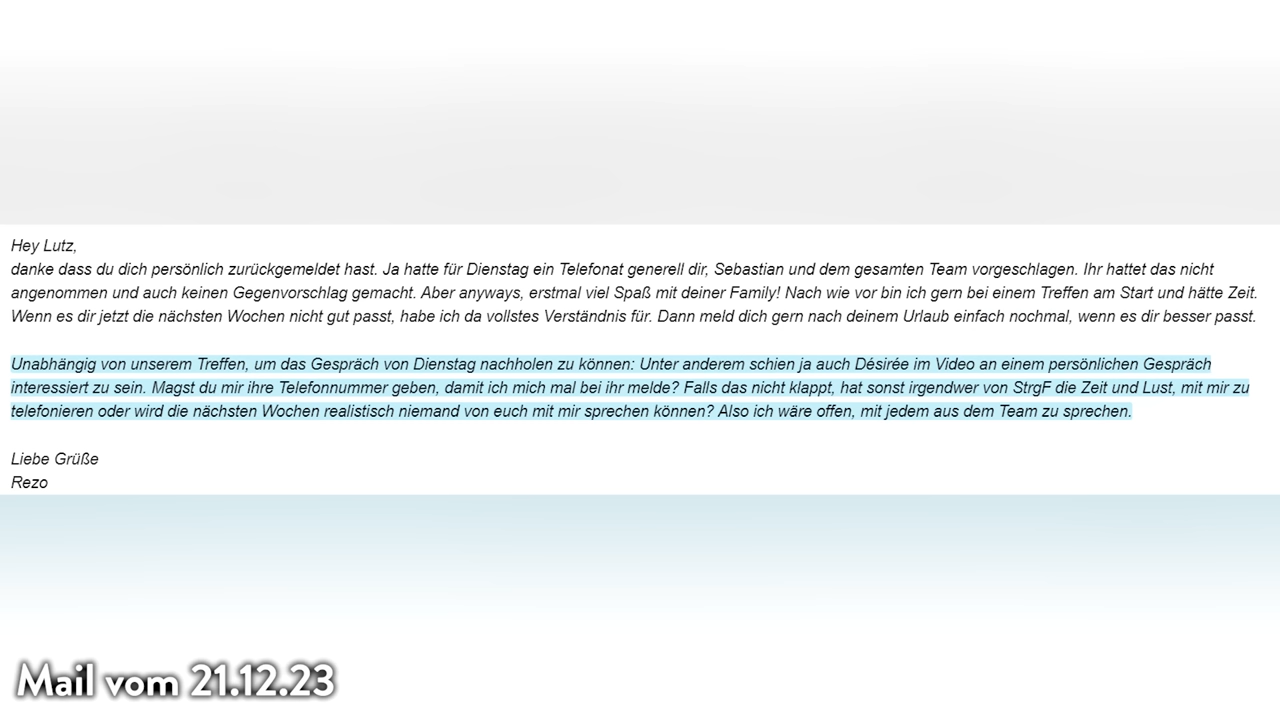 Hey Lutz,
danke dass du dich persönlich zurückgemeldet hast. Ja hatte für Dienstag ein Telefonat generell dir, Sebastian und dem gesamten Team vorgeschlagen. Ihr hattet das nicht
angenommen und auch keinen Gegenvorschlag gemacht. Aber anyways, erstmal viel Spaß mit deiner Family! Nach wie vor bin ich gern bei einem Treffen am Start und hätte Zeit.
Wenn es dir jetzt die nächsten Wochen nicht gut passt, habe ich da vollstes Verständnis für. Dann meld dich gern nach deinem Urlaub einfach nochmal, wenn es dir besser passt.
Unabhängig von unserem Treffen, um das Gespräch von Dienstag nachholen zu können: Unter anderem schien ja auch Désirée im Video an einem persönlichen Gespräch
interessiert zu sein. Magst du mir ihre Telefonnummer geben, damit ich mich mal bei ihr melde? Falls das nicht klappt, hat sonst irgendwer von StrgF die Zeit und Lust, mit mir zu
telefonieren oder wird die nächsten Wochen realistisch niemand von euch mit mir sprechen können? Also ich wäre offen, mit jedem aus dem Team zu sprechen.
Liebe Grüße
Rezo
Mail vom 21.12.23